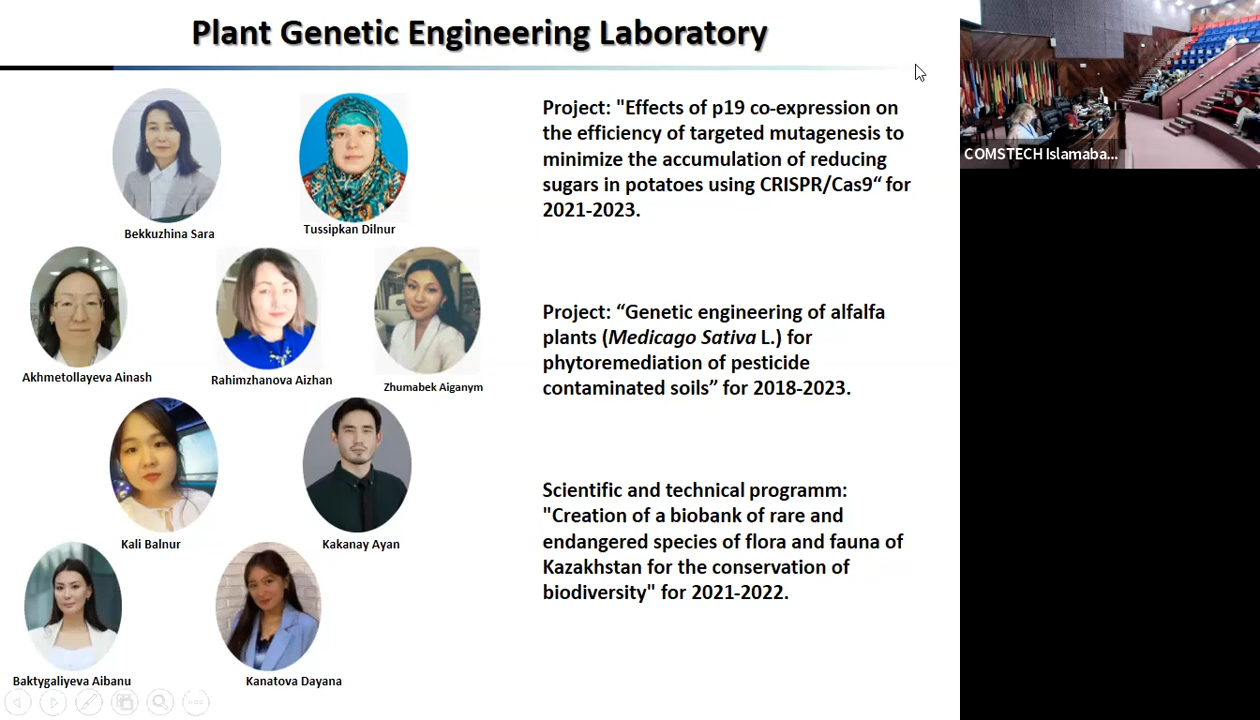 Plant Genetic Engineering Laboratory
Bekkuzhina Sara
Tussipkan Dilnur
Akhmetollayeva Ainash
Rahimzhanova Aizhan
Zhumabek Aiganym
Kali Balnur
Kakanay Ayan
Baktygaliyeva Aibanu
Kanatova Dayana
Project: "Effects of p19 co-expression on
the efficiency of targeted mutagenesis to
minimize the accumulation of reducing
sugars in potatoes using CRISPR/Cas9“ for
2021-2023.
Project: “Genetic engineering of alfalfa
plants (Medicago Sativa L.) for
phytoremediation of pesticide
contaminated soils” for 2018-2023.
Scientific and technical programm:
"Creation of a biobank of rare and
endangered species of flora and fauna of
Kazakhstan for the conservation of
biodiversity" for 2021-2022.
COMSTECH Islamaba...